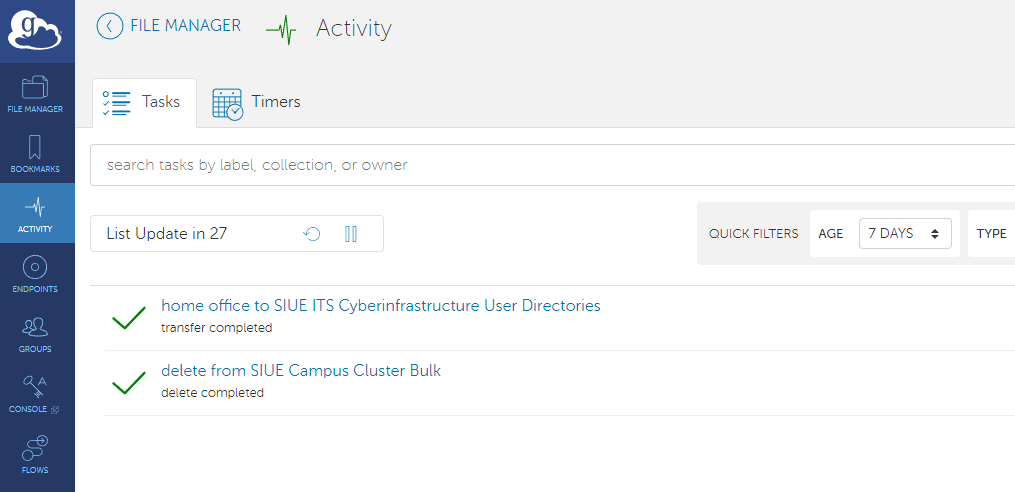 g
FILE MANAGER
Activity
FILE MANAGER
BOOKMARKS
ACTIVITY
ENDPOINTS
GROUPS
CONSOLE
FLOWS
Tasks
Timers
search tasks by label, collection, or owner
List Update in 27
QUICK FILTERS AGE 7 DAYS TYPE
home office to SIUE ITS Cyberinfrastructure User Directories
transfer completed
delete from SIUE Campus Cluster Bulk
delete completed